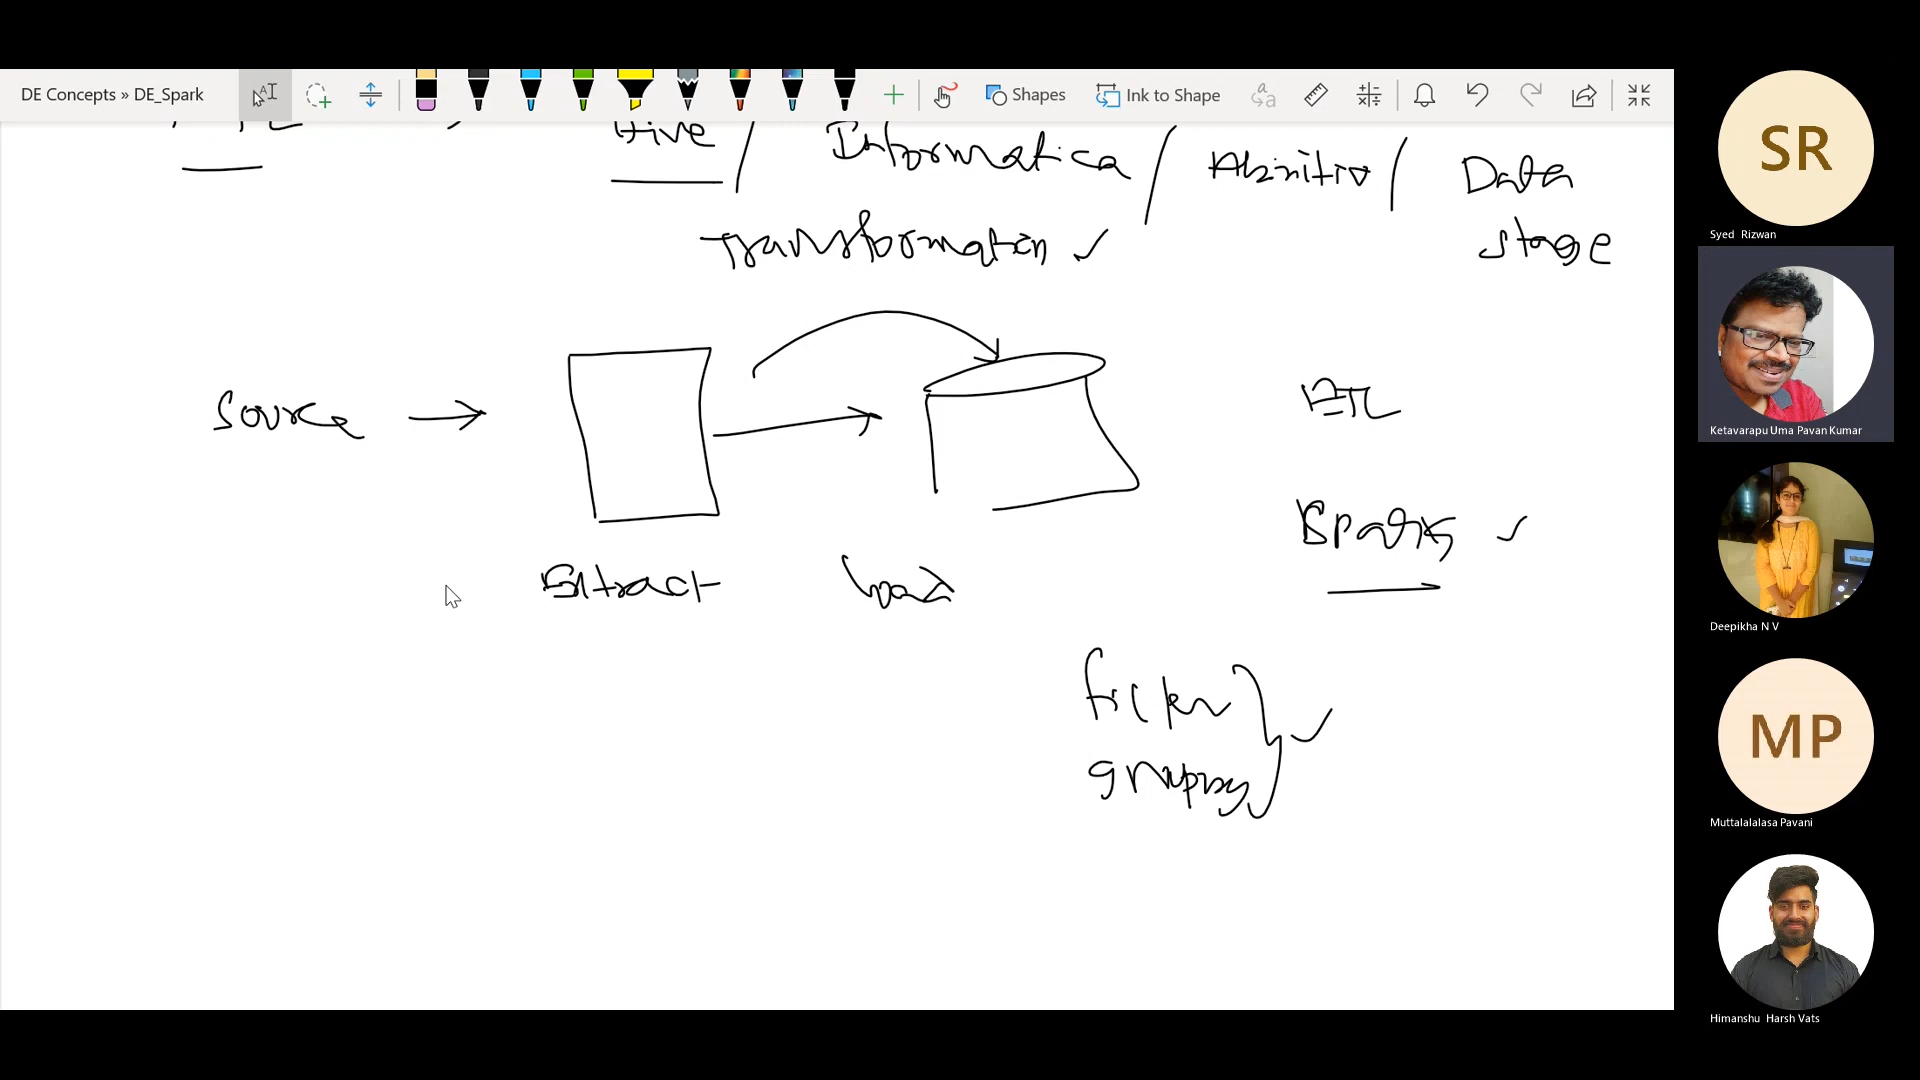 DE Concepts » DE_Spark
Shapes
Ink to Shape
Hive / Informatica / Abinitio / Data
stage
Transformation ✓
Source →
ETL
Spark ✓
Extract
Load
filter
groupby
SR
Syed Rizwan
Ketavarapu Uma Pavan Kumar
Deepikha N V
MP
Muttalalalasa Pavani
Himanshu Harsh Vats